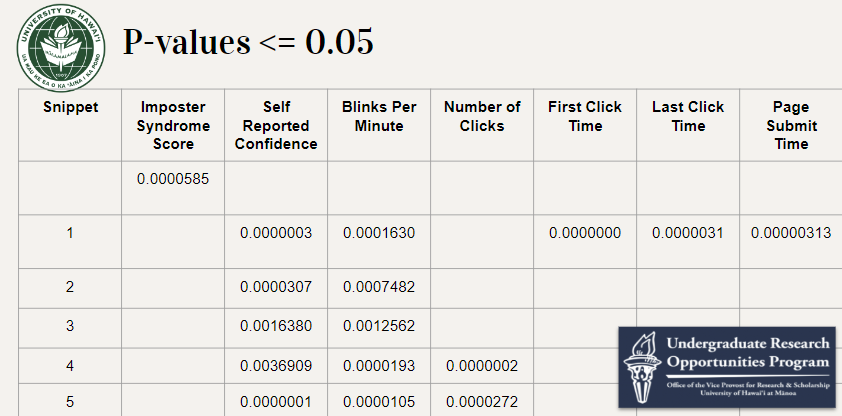 UNIVERSITY OF HAWAI'I
1907
P-values <= 0.05
Snippet Imposter Syndrome Score Self Reported Confidence Blinks Per Minute Number of Clicks First Click Time Last Click Time Page Submit Time
0.0000585
1 0.0000003 0.0001630 0.0000000 0.0000031 0.00000313
2 0.0000307 0.0007482
3 0.0016380 0.0012562
4 0.0036909 0.0000193 0.0000002
5 0.0000001 0.0000105 0.0000272
Undergraduate Research
Opportunities Program
Office of the Vice Provost for Research & Scholarship
University of Hawai'i at Mānoa